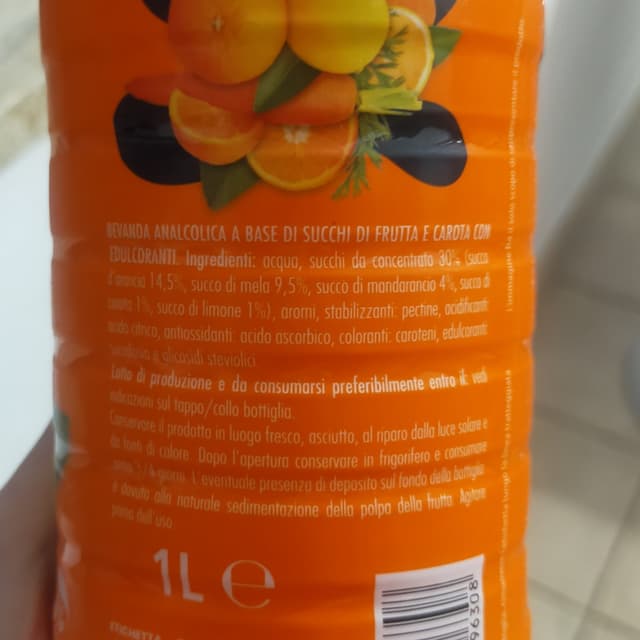 BEVANDA ANALCOLICA A BASE DI SUCCHI DI FRUTTA E CAROTA CON
EDULCORANTI. Ingredienti: acqua, succhi da concentrato 30% (succo
d'arancia 14,5%, succo di mela 9,5%, succo di mandarancio 4%, succo di
carota 1%, succo di limone 1%), aromi, stabilizzanti: pectine, acidificanti:
acido citrico, antiossidanti: acido ascorbico, coloranti: caroteni, edulcoranti:
sucralosio e glicosidi steviolici
Lotto di produzione e da consumarsi preferibilmente entro il: vedi
indicazioni sul tappo/collo bottiglia.
Conservare il prodotto in luogo fresco, asciutto, al riparo dalla luce solare e
da fonti di calore. Dopo l'apertura conservare in frigorifero e consumare
entro giorni. L'eventuale presenza di deposito sul fondo della bottiglia
è dovuta alla naturale sedimentazione della polpa della frutta. Agitare
prima dell'uso
1L e
ETICHETTA
96308